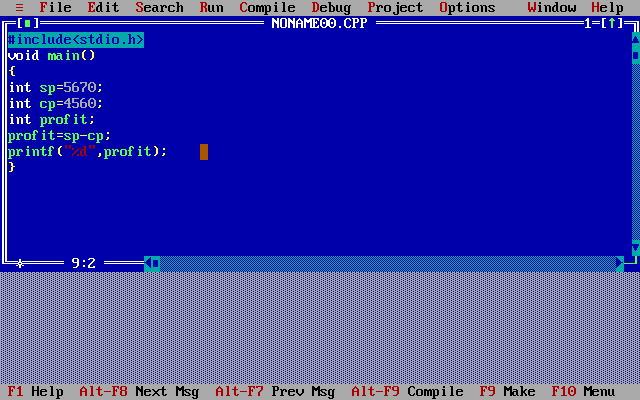 ≡ File Edit Search Run Compile Debug Project Options Window Help
NONAME00.CPP 1=[↑]
#include<stdio.h>
void main()
{
int sp=5670;
int cp=4560;
int profit;
profit=sp-cp;
printf("%d",profit);
}
9:2
F1 Help Alt-F8 Next Msg Alt-F7 Prev Msg Alt-F9 Compile F9 Make F10 Menu